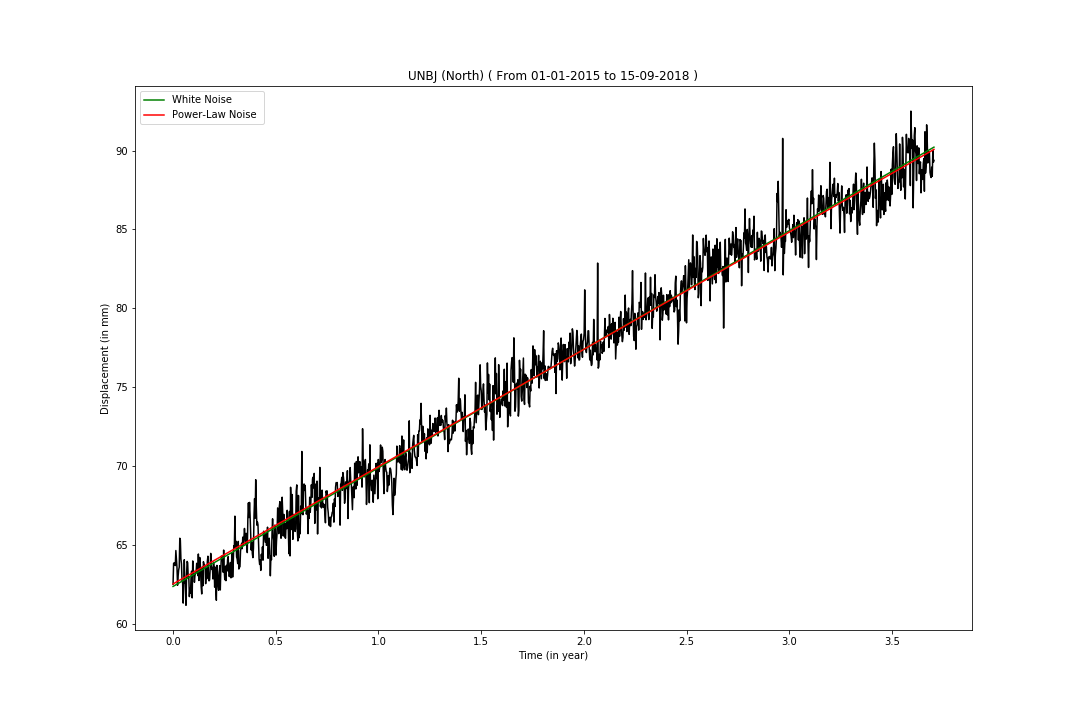 UNBJ (North) ( From 01-01-2015 to 15-09-2018 )
White Noise
Power-Law Noise
90
85
80
75
70
65
60
Displacement (in mm)
0.0 0.5 1.0 1.5 2.0 2.5 3.0 3.5
Time (in year)